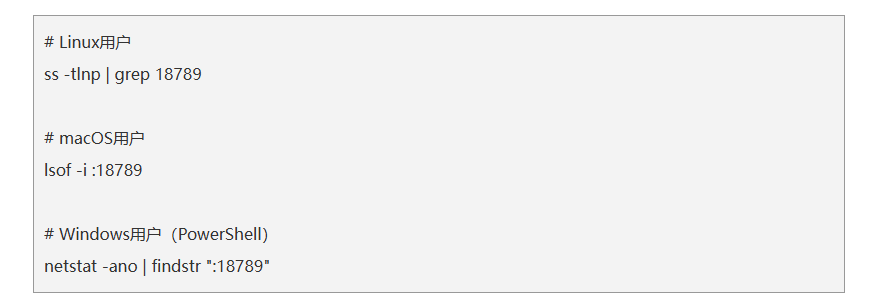 # Linux用户
ss -tlnp | grep 18789
# macOS用户
lsof -i :18789
# Windows用户（PowerShell）
netstat -ano | findstr ":18789"